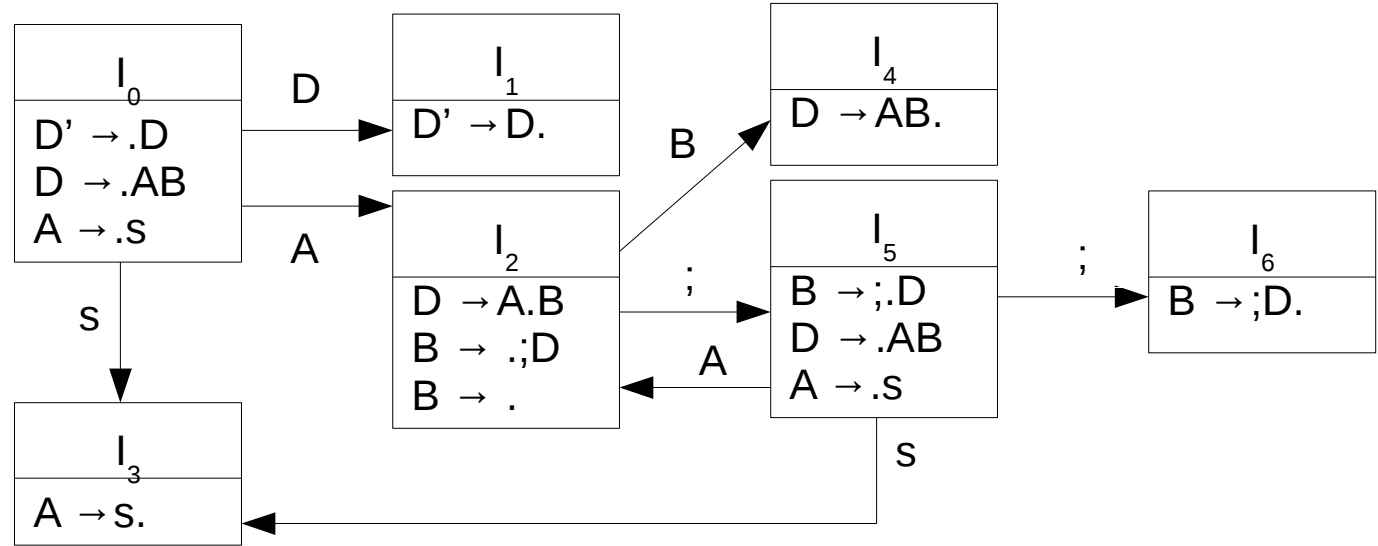 I0
D’ →.D
D →.AB
A →.s
D
A
s
I1
D’ →D.
I2
D →A.B
B → .;D
B → .
I3
A →s.
B
;
A
I4
D →AB.
I5
B →;.D
D →.AB
A →.s
s
;
I6
B →;D.